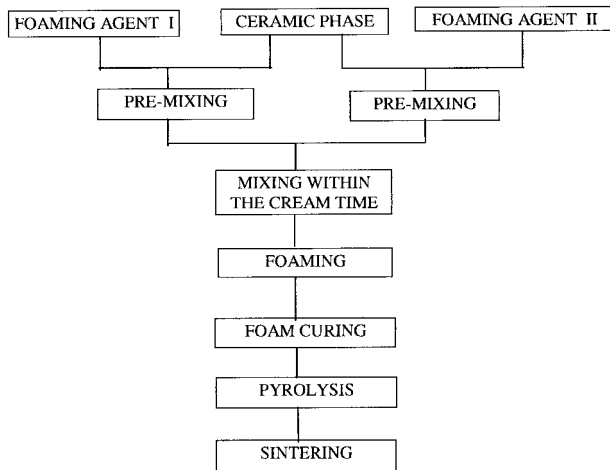 FOAMING AGENT I
CERAMIC PHASE
FOAMING AGENT II
PRE-MIXING
PRE-MIXING
MIXING WITHIN
THE CREAM TIME
FOAMING
FOAM CURING
PYROLYSIS
SINTERING